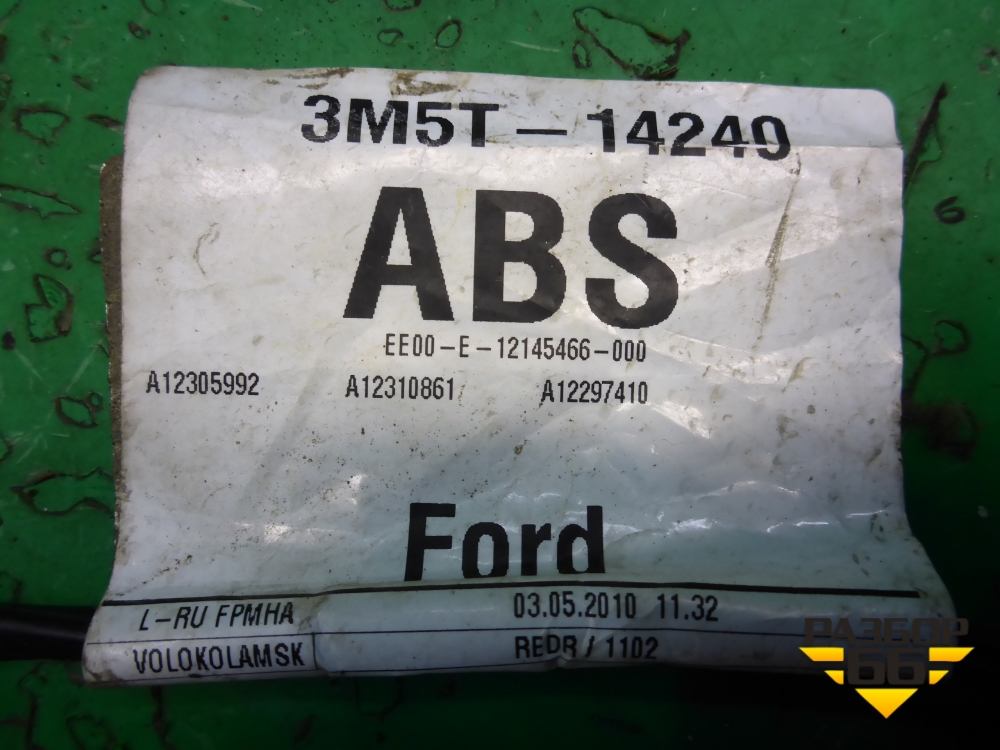 3M5T-14240
ABS
EE00-E-12145466-000
A12305992 A12310861 A12297410
Ford
L-RU FPMHA 03.05.2010 11.32
VOLOKOLAMSK REDR / 1102
РАЗБОР
66